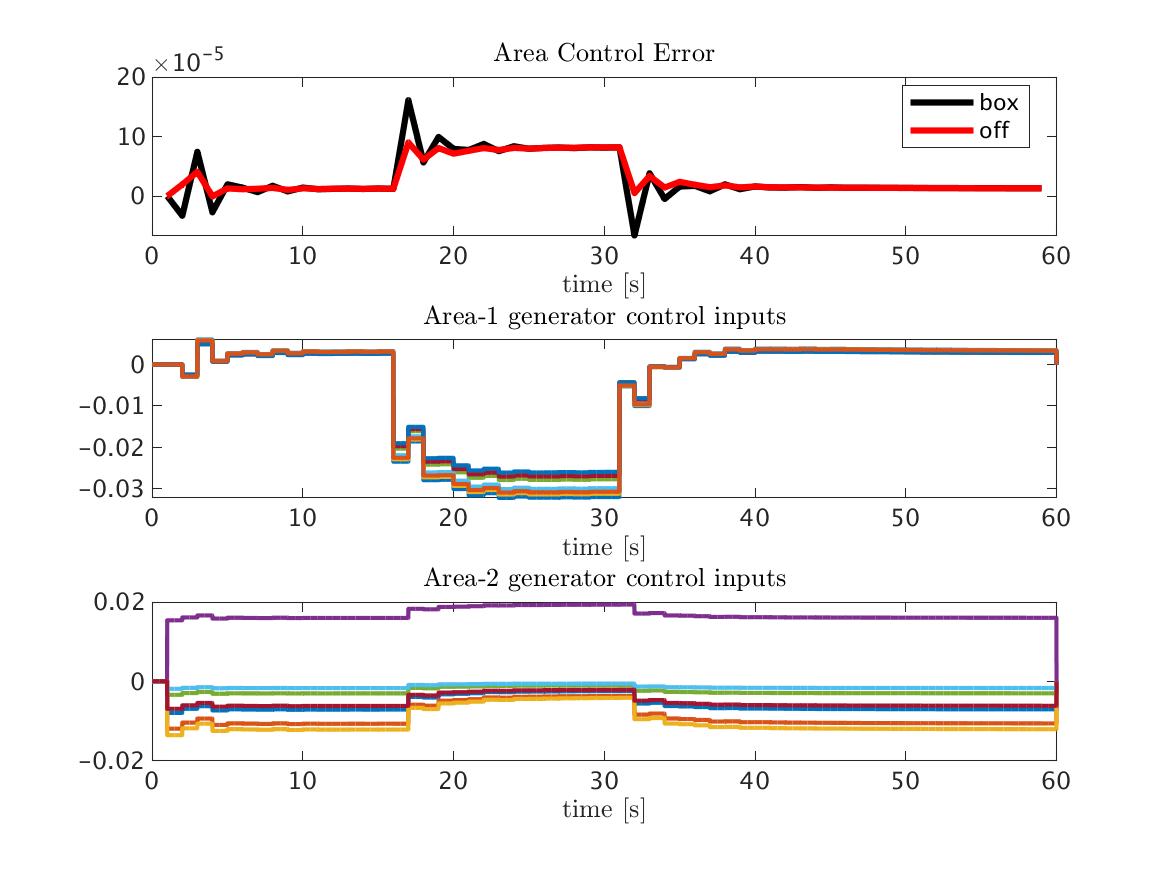 Area Control Error
×10−5
20
10
0
box
off
0 10 20 30 40 50 60
time [s]
Area-1 generator control inputs
0
−0.01
−0.02
−0.03
0 10 20 30 40 50 60
time [s]
Area-2 generator control inputs
0.02
0
−0.02
0 10 20 30 40 50 60
time [s]